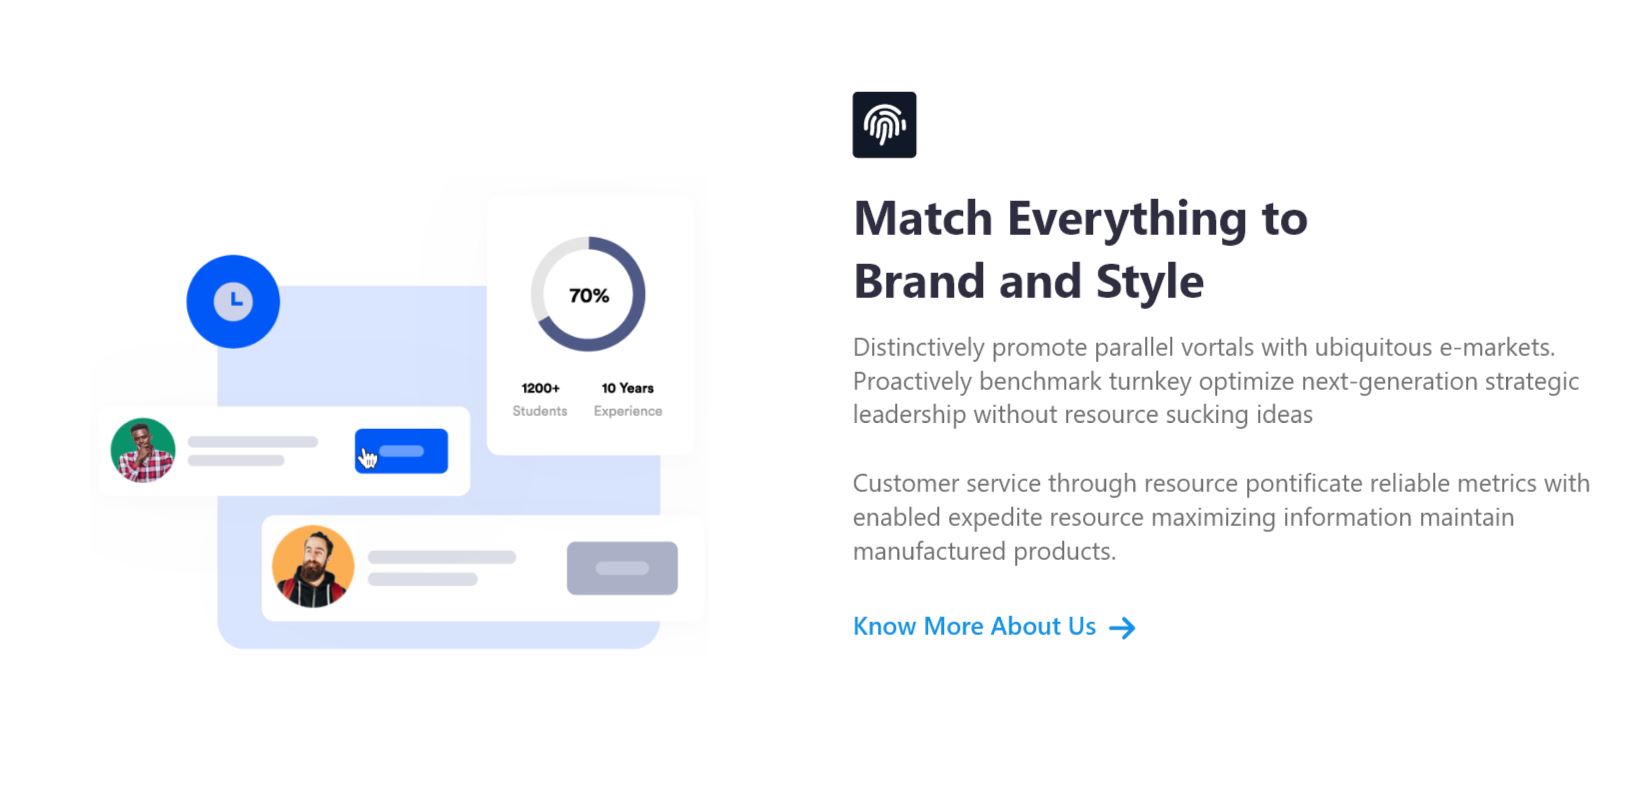 70%
1200+ 10 Years
Students Experience
Match Everything to
Brand and Style
Distinctively promote parallel vortals with ubiquitous e-markets.
Proactively benchmark turnkey optimize next-generation strategic
leadership without resource sucking ideas
Customer service through resource pontificate reliable metrics with
enabled expedite resource maximizing information maintain
manufactured products.
Know More About Us